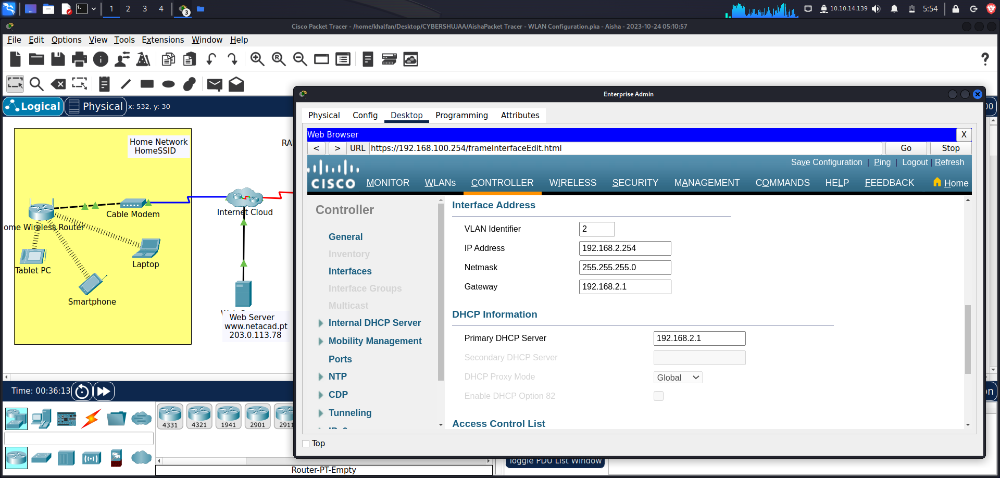 1 2 3 4 3 10.10.14.139 5:54
Cisco Packet Tracer - /home/khalfan/Desktop/CYBERSHUJAA/AishaPacket Tracer - WLAN Configuration.pka - Aisha - 2023-10-24 05:10:57
File Edit Options View Tools Extensions Window Help
Logical Physical x: 532, y: 30
Home Network
HomeSSID
Cable Modem
Internet Cloud
ome Wireless Router
Tablet PC
Laptop
Smartphone
Web Server
www.netacad.pt
203.0.113.78
Enterprise Admin
Physical Config Desktop Programming Attributes
Web Browser X
< > URL https://192.168.100.254/frameInterfaceEdit.html Go Stop
Save Configuration | Ping | Logout | Refresh
CISCO MONITOR WLANs CONTROLLER WIRELESS SECURITY MANAGEMENT COMMANDS HELP FEEDBACK Home
Controller
General
Inventory
Interfaces
Interface Groups
Multicast
Internal DHCP Server
Mobility Management
Ports
NTP
CDP
Tunneling
Interface Address
VLAN Identifier 2
IP Address 192.168.2.254
Netmask 255.255.255.0
Gateway 192.168.2.1
DHCP Information
Primary DHCP Server 192.168.2.1
Secondary DHCP Server
DHCP Proxy Mode Global
Enable DHCP Option 82
Access Control List
Top
Time: 00:36:13
4331 4321 1941 2901 2911
Toggle PDU List Window
Router-PT-Empty